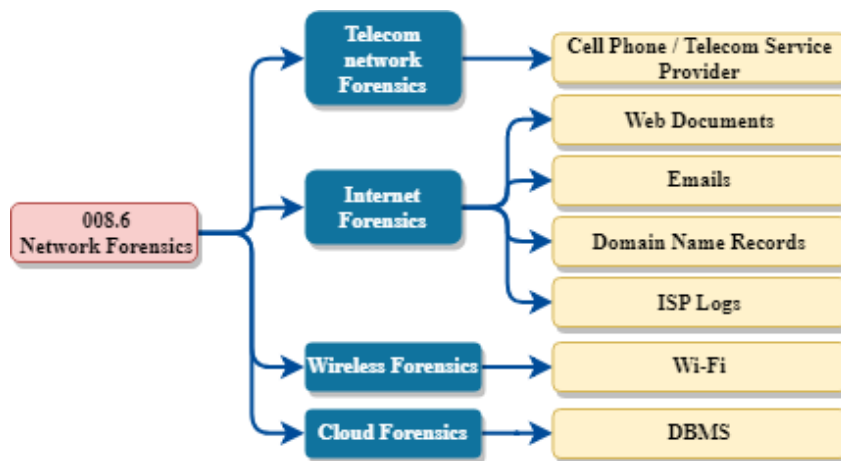 Telecom
network
Forensics
Cell Phone / Telecom Service
Provider
Web Documents
Emails
Internet
Forensics
008.6
Network Forensics
Domain Name Records
ISP Logs
Wireless Forensics
Wi-Fi
Cloud Forensics
DBMS